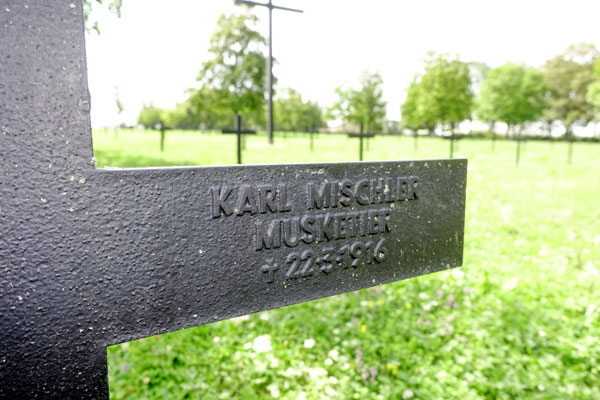 KARL MISCHLER
MUSKETIER
† 22·3·1916